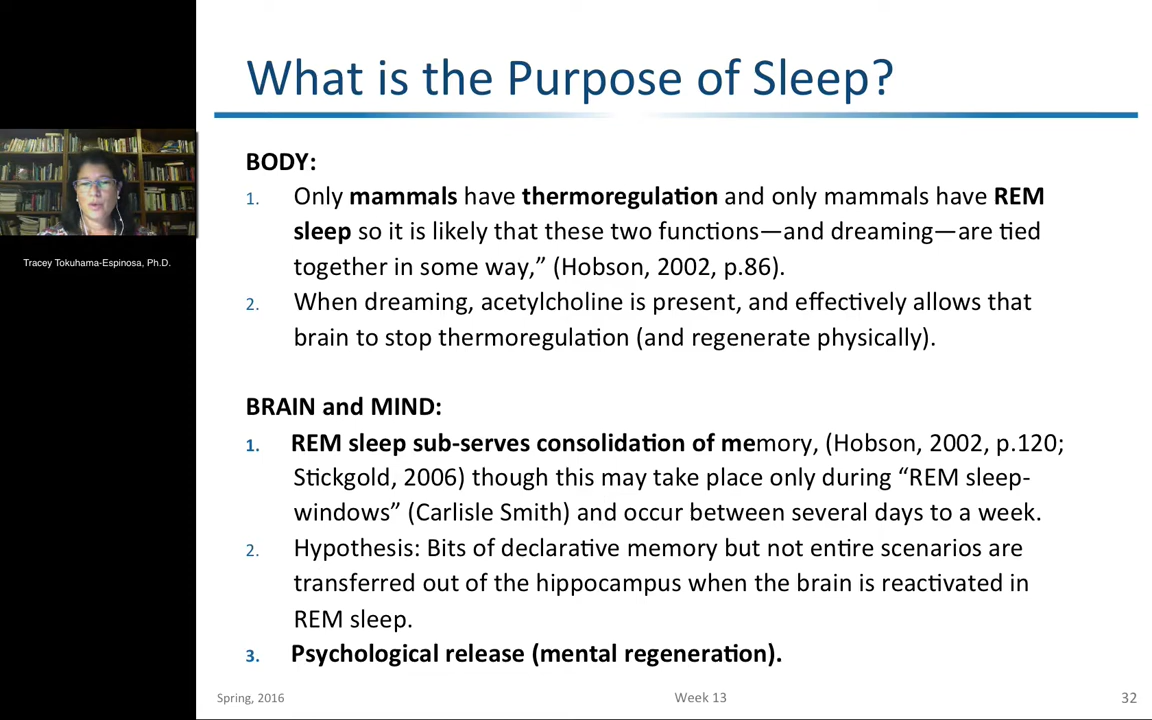 What is the Purpose of Sleep?
BODY:
1. Only mammals have thermoregulation and only mammals have REM
sleep so it is likely that these two functions—and dreaming—are tied
together in some way,” (Hobson, 2002, p.86).
2. When dreaming, acetylcholine is present, and effectively allows that
brain to stop thermoregulation (and regenerate physically).
Tracey Tokuhama-Espinosa, Ph.D.
BRAIN and MIND:
1. REM sleep sub-serves consolidation of memory, (Hobson, 2002, p.120;
Stickgold, 2006) though this may take place only during “REM sleep-
windows” (Carlisle Smith) and occur between several days to a week.
2. Hypothesis: Bits of declarative memory but not entire scenarios are
transferred out of the hippocampus when the brain is reactivated in
REM sleep.
3. Psychological release (mental regeneration).
Spring, 2016
Week 13
32